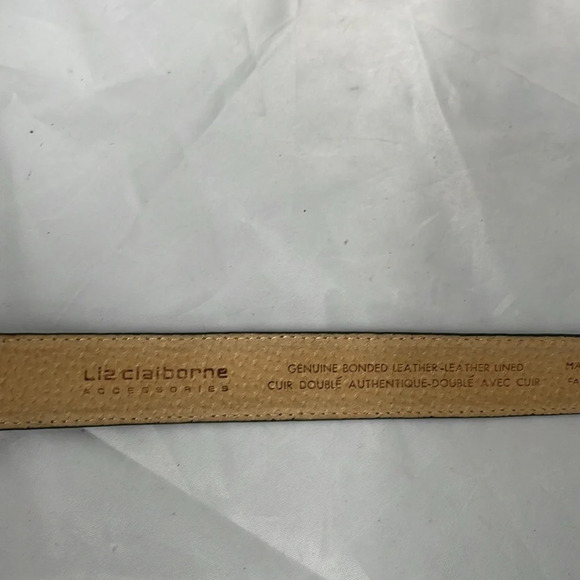 Liz claiborne
ACCESSORIES
GENUINE BONDED LEATHER-LEATHER LINED
CUIR DOUBLÉ AUTHENTIQUE-DOUBLÉ AVEC CUIR